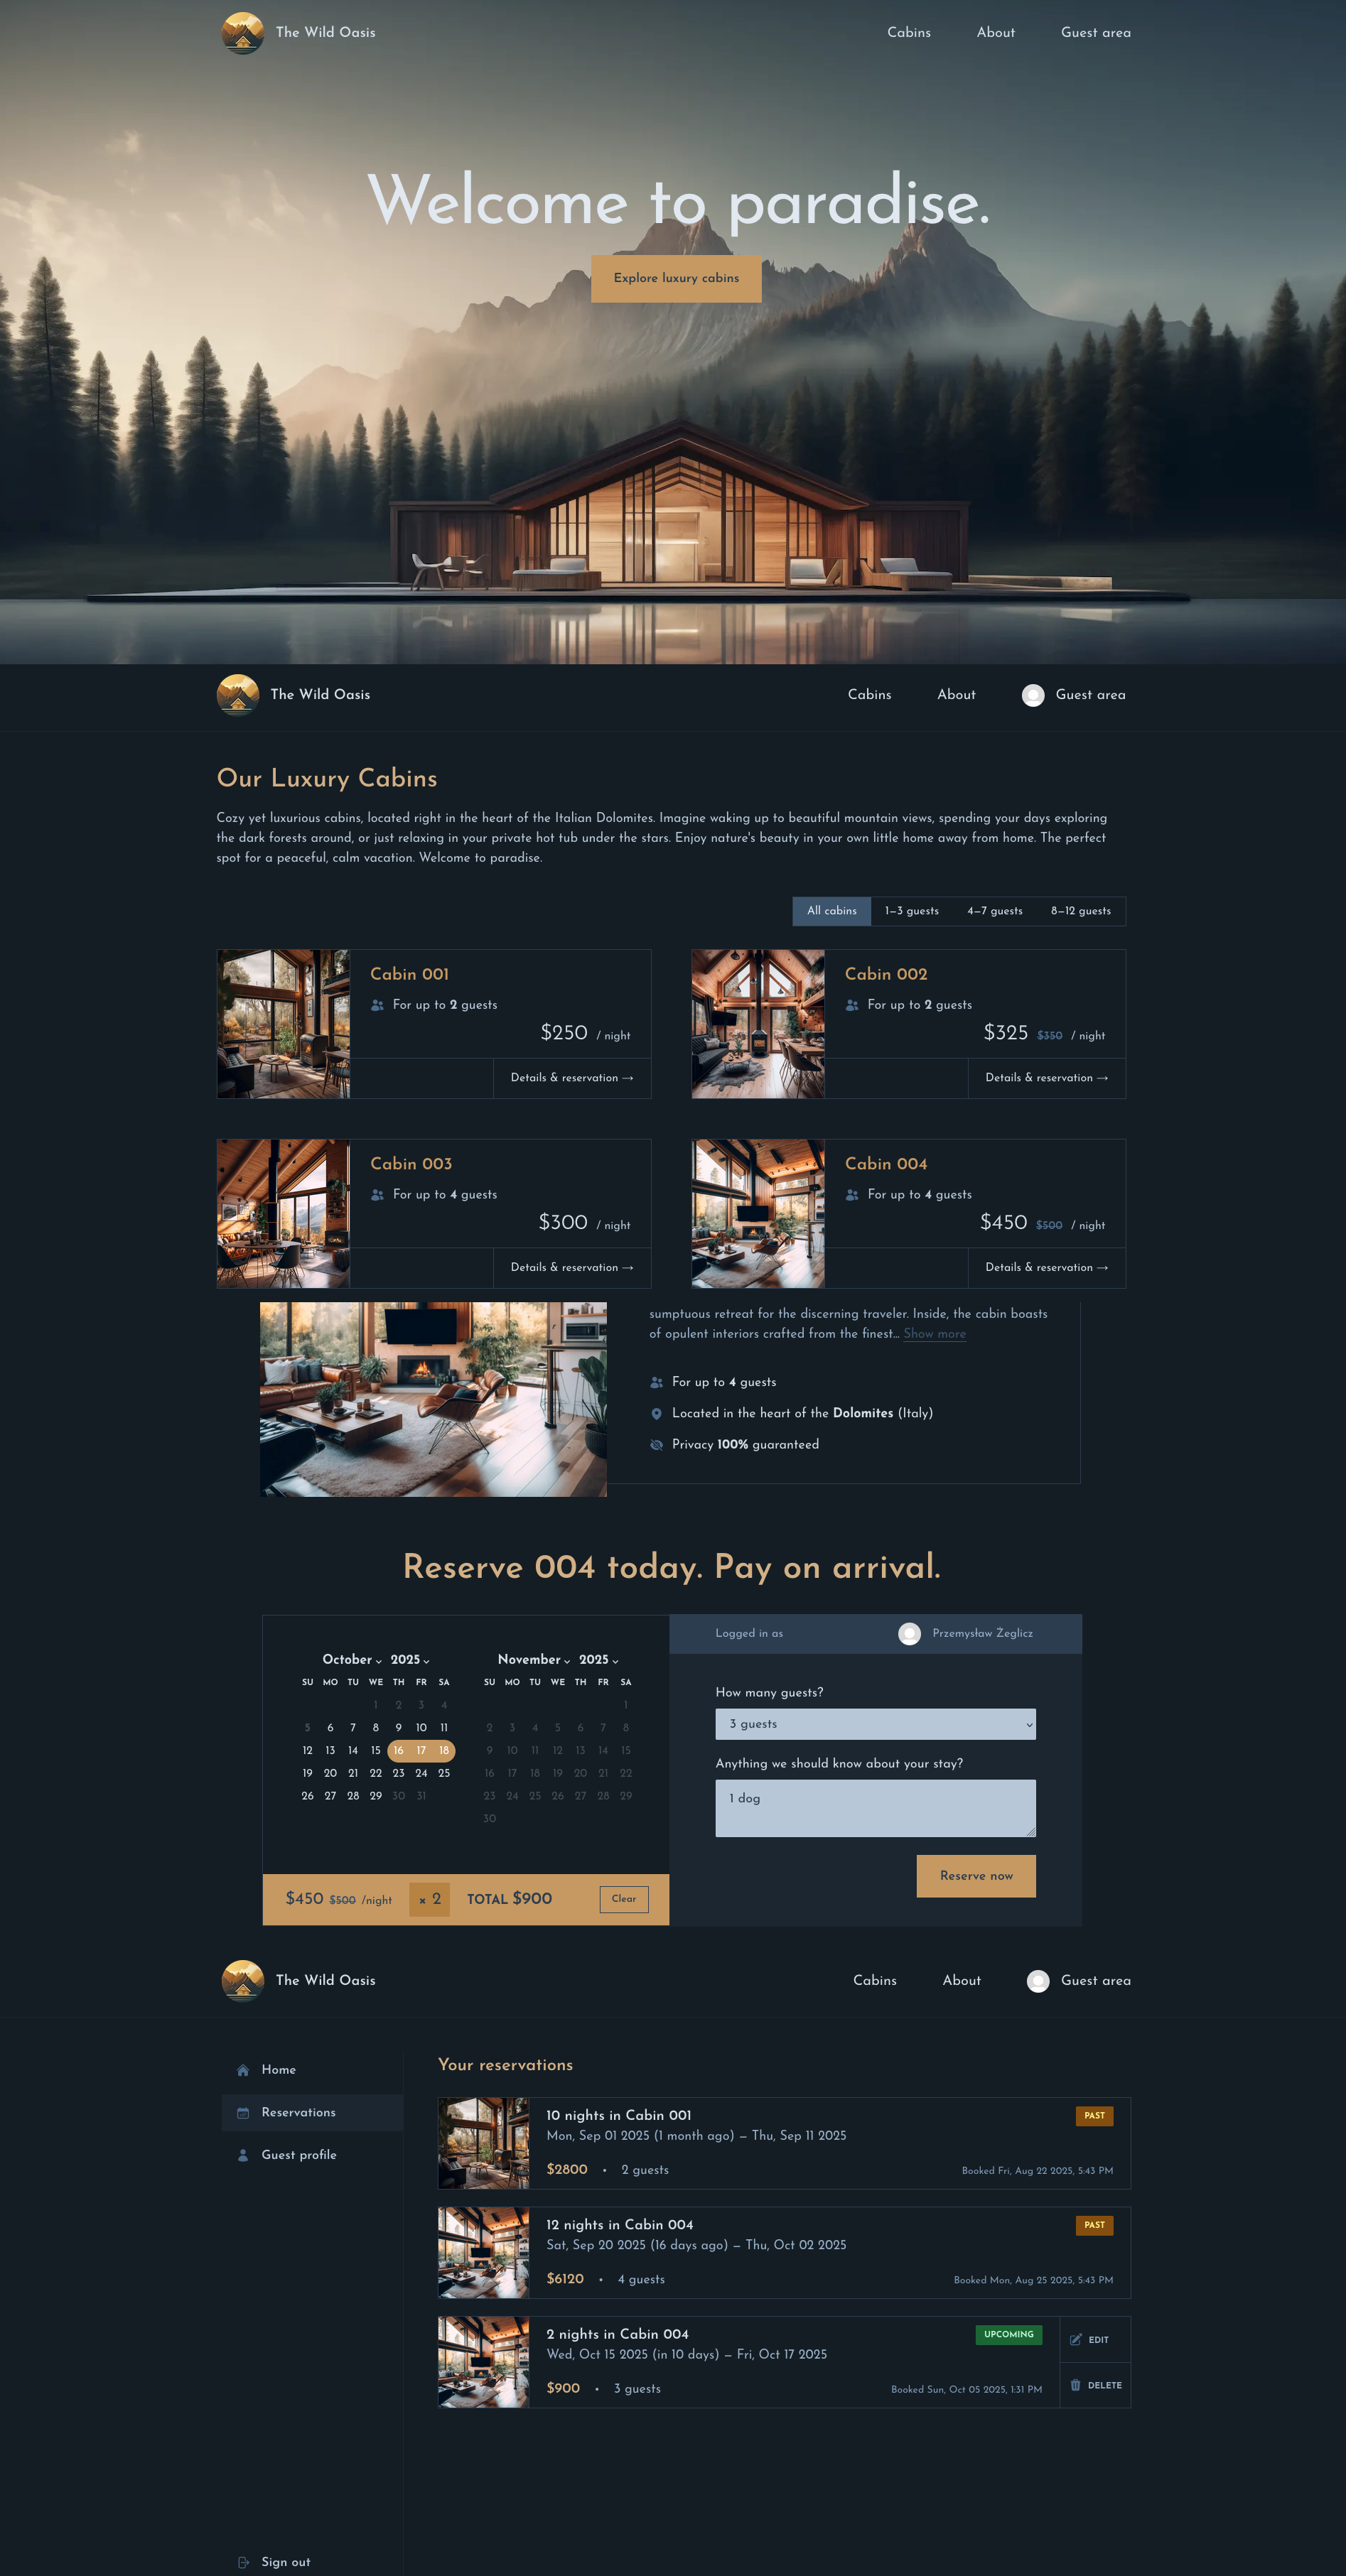 The Wild Oasis
Cabins About Guest area
Welcome to paradise.
Explore luxury cabins
The Wild Oasis
Cabins About Guest area
Our Luxury Cabins
Cozy yet luxurious cabins, located right in the heart of the Italian Dolomites. Imagine waking up to beautiful mountain views, spending your days exploring
the dark forests around, or just relaxing in your private hot tub under the stars. Enjoy nature's beauty in your own little home away from home. The perfect
spot for a peaceful, calm vacation. Welcome to paradise.
All cabins 1–3 guests 4–7 guests 8–12 guests
Cabin 001
For up to 2 guests
$250 / night
Details & reservation →
Cabin 002
For up to 2 guests
$325 $350 / night
Details & reservation →
Cabin 003
For up to 4 guests
$300 / night
Details & reservation →
Cabin 004
For up to 4 guests
$450 $500 / night
Details & reservation →
sumptuous retreat for the discerning traveler. Inside, the cabin boasts
of opulent interiors crafted from the finest... Show more
For up to 4 guests
Located in the heart of the Dolomites (Italy)
Privacy 100% guaranteed
Reserve 004 today. Pay on arrival.
October 2025
SU MO TU WE TH FR SA
1 2 3 4
5 6 7 8 9 10 11
12 13 14 15 16 17 18
19 20 21 22 23 24 25
26 27 28 29 30 31
November 2025
SU MO TU WE TH FR SA
1
2 3 4 5 6 7 8
9 10 11 12 13 14 15
16 17 18 19 20 21 22
23 24 25 26 27 28 29
30
$450 $500 /night × 2 TOTAL $900 Clear
Logged in as Przemysław Żeglicz
How many guests?
3 guests
Anything we should know about your stay?
1 dog
Reserve now
The Wild Oasis
Cabins About Guest area
Home
Reservations
Guest profile
Sign out
Your reservations
10 nights in Cabin 001 PAST
Mon, Sep 01 2025 (1 month ago) — Thu, Sep 11 2025
$2800 • 2 guests Booked Fri, Aug 22 2025, 5:43 PM
12 nights in Cabin 004 PAST
Sat, Sep 20 2025 (16 days ago) — Thu, Oct 02 2025
$6120 • 4 guests Booked Mon, Aug 25 2025, 5:43 PM
2 nights in Cabin 004 UPCOMING
Wed, Oct 15 2025 (in 10 days) — Fri, Oct 17 2025
$900 • 3 guests Booked Sun, Oct 05 2025, 1:31 PM
EDIT
DELETE